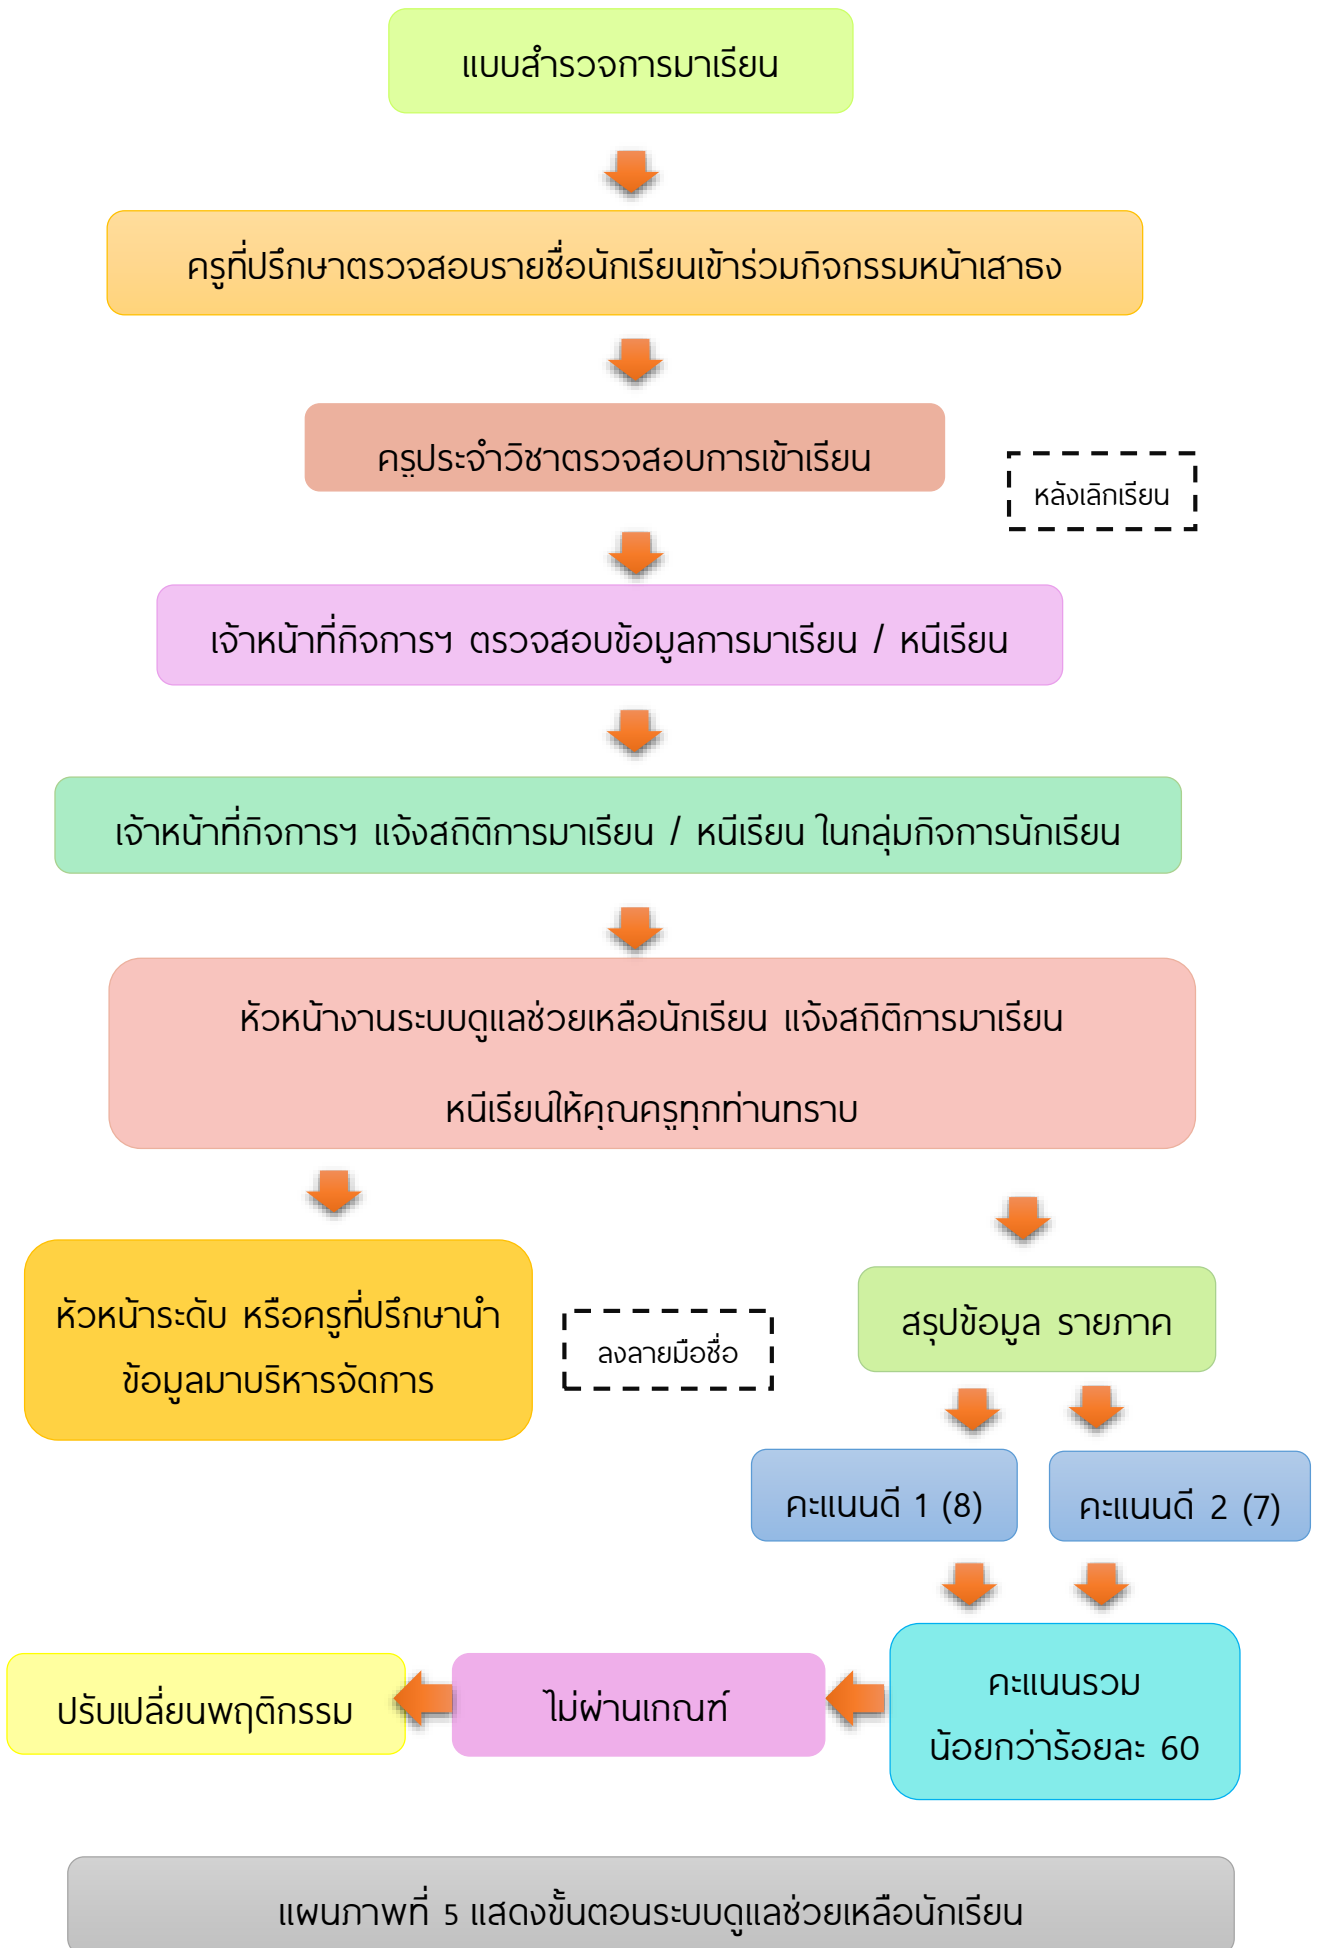 แบบสำรวจการมาเรียน
ครูที่ปรึกษาตรวจสอบรายชื่อนักเรียนเข้าร่วมกิจกรรมหน้าเสาธง
ครูประจำวิชาตรวจสอบการเข้าเรียน
หลังเลิกเรียน
เจ้าหน้าที่กิจการฯ ตรวจสอบข้อมูลการมาเรียน / หนีเรียน
เจ้าหน้าที่กิจการฯ แจ้งสถิติการมาเรียน / หนีเรียน ในกลุ่มกิจการนักเรียน
หัวหน้างานระบบดูแลช่วยเหลือนักเรียน แจ้งสถิติการมาเรียน
หนีเรียนให้คุณครูทุกท่านทราบ
หัวหน้าระดับ หรือครูที่ปรึกษานำ
ข้อมูลมาบริหารจัดการ
ลงลายมือชื่อ
สรุปข้อมูล รายภาค
คะแนนดี 1 (8)
คะแนนดี 2 (7)
คะแนนรวม
น้อยกว่าร้อยละ 60
ไม่ผ่านเกณฑ์
ปรับเปลี่ยนพฤติกรรม
แผนภาพที่ 5 แสดงขั้นตอนระบบดูแลช่วยเหลือนักเรียน